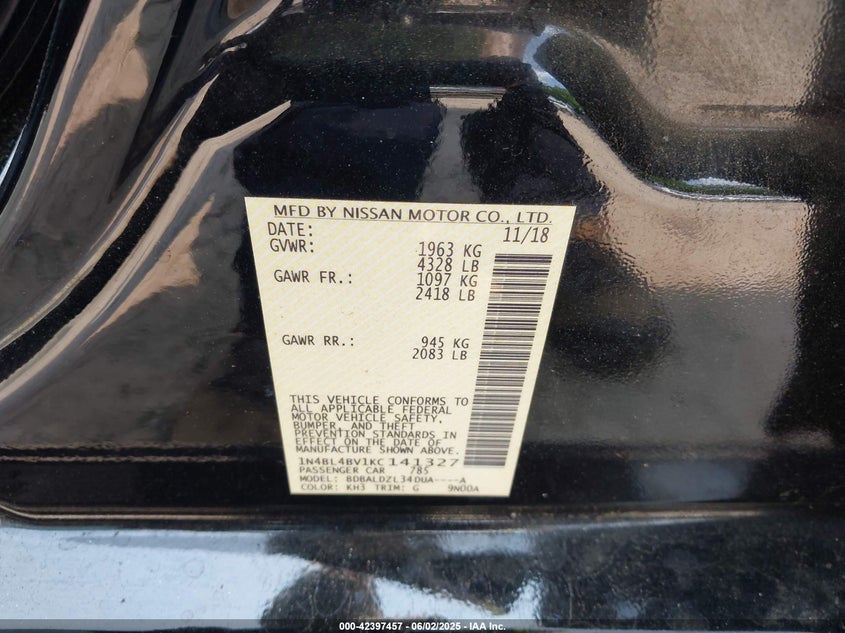 MFD BY NISSAN MOTOR CO., LTD.
DATE: 11/18
GVWR: 1963 KG
4328 LB
GAWR FR.: 1097 KG
2418 LB
GAWR RR.: 945 KG
2083 LB
THIS VEHICLE CONFORMS TO
ALL APPLICABLE FEDERAL
MOTOR VEHICLE SAFETY,
BUMPER, AND THEFT
PREVENTION STANDARDS IN
EFFECT ON THE DATE OF
MANUFACTURE SHOWN ABOVE.
1N4BL4BV1KC141327
PASSENGER CAR 785
MODEL: BDBALDZL34DUA----A
COLOR: KH3 TRIM: G 9N00A
000-42397457 - 06/02/2025 - IAA Inc.